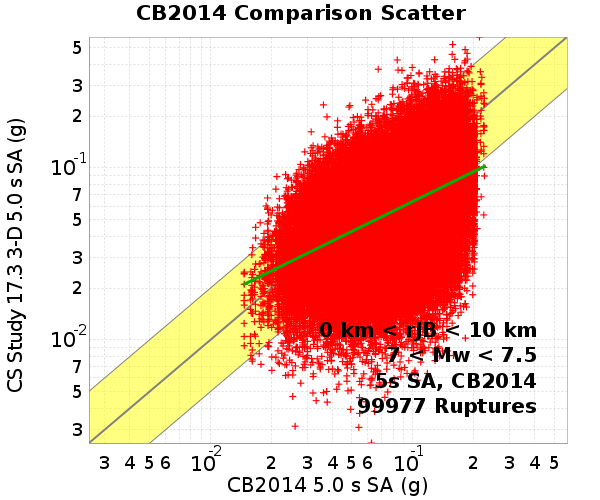 CB2014 Comparison Scatter
CS Study 17.3 3-D 5.0 s SA (g)
5
3
2
10-1
7
5
3
2
10-2
7
5
3
0 km < rJB < 10 km
7 < Mw < 7.5
5s SA, CB2014
99977 Ruptures
3 4 5 6 10-2 2 3 4 5 6 10-1 2 3 4 5
CB2014 5.0 s SA (g)